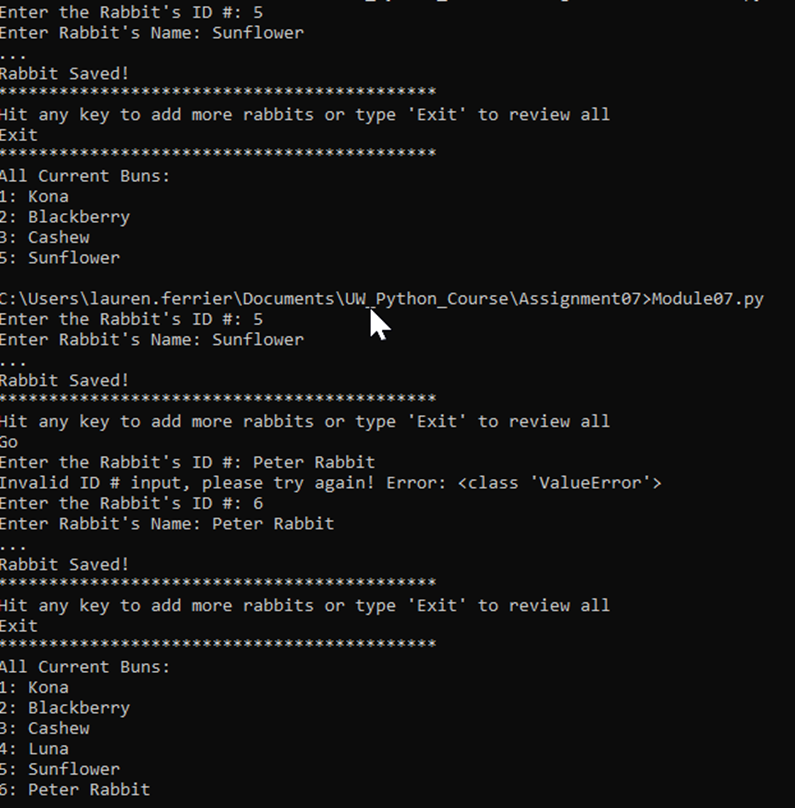 Enter the Rabbit's ID #: 5
Enter Rabbit's Name: Sunflower
...
Rabbit Saved!
*******************************************
Hit any key to add more rabbits or type 'Exit' to review all
Exit
*******************************************
All Current Buns:
1: Kona
2: Blackberry
3: Cashew
5: Sunflower
C:\Users\lauren.ferrier\Documents\UW_Python_Course\Assignment07>Module07.py
Enter the Rabbit's ID #: 5
Enter Rabbit's Name: Sunflower
...
Rabbit Saved!
*******************************************
Hit any key to add more rabbits or type 'Exit' to review all
Go
Enter the Rabbit's ID #: Peter Rabbit
Invalid ID # input, please try again! Error: <class 'ValueError'>
Enter the Rabbit's ID #: 6
Enter Rabbit's Name: Peter Rabbit
...
Rabbit Saved!
*******************************************
Hit any key to add more rabbits or type 'Exit' to review all
Exit
*******************************************
All Current Buns:
1: Kona
2: Blackberry
3: Cashew
4: Luna
5: Sunflower
6: Peter Rabbit